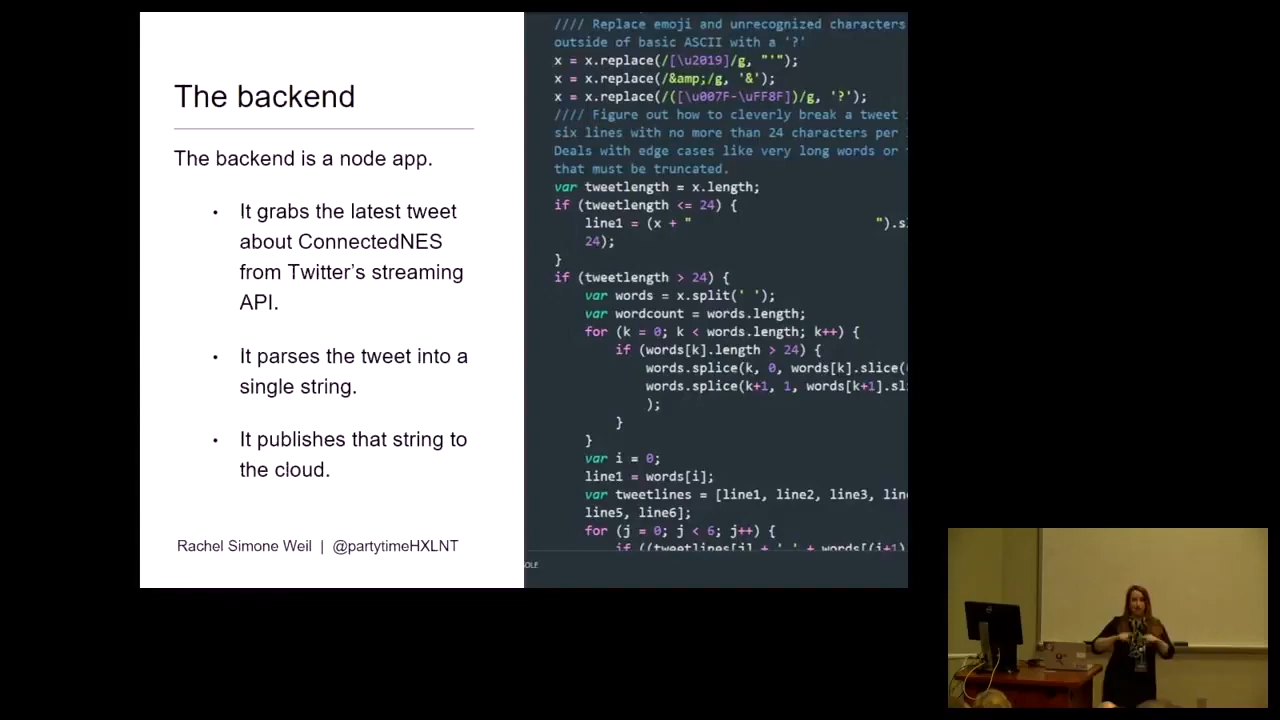 The backend
The backend is a node app.
• It grabs the latest tweet
about ConnectedNES
from Twitter’s streaming
API.
• It parses the tweet into a
single string.
• It publishes that string to
the cloud.
Rachel Simone Weil | @partytimeHXLNT
//// Replace emoji and unrecognized characters
outside of basic ASCII with a '?'
x = x.replace(/[\u2019]/g, "'");
x = x.replace(/&amp;/g, '&');
x = x.replace(/([\u007F-\uFF8F])/g, '?');
//// Figure out how to cleverly break a tweet
six lines with no more than 24 characters per
Deals with edge cases like very long words or
that must be truncated.
var tweetlength = x.length;
if (tweetlength <= 24) {
line1 = (x + "                        ").sl
24);
}
if (tweetlength > 24) {
var words = x.split(' ');
var wordcount = words.length;
for (k = 0; k < words.length; k++) {
if (words[k].length > 24) {
words.splice(k, 0, words[k].slice(
words.splice(k+1, 1, words[k+1].sl
);
}
}
var i = 0;
line1 = words[i];
var tweetlines = [line1, line2, line3, line
line5, line6];
for (j = 0; j < 6; j++) {
if ((tweetlines[j] + ' ' + words[(i+1)
OLE